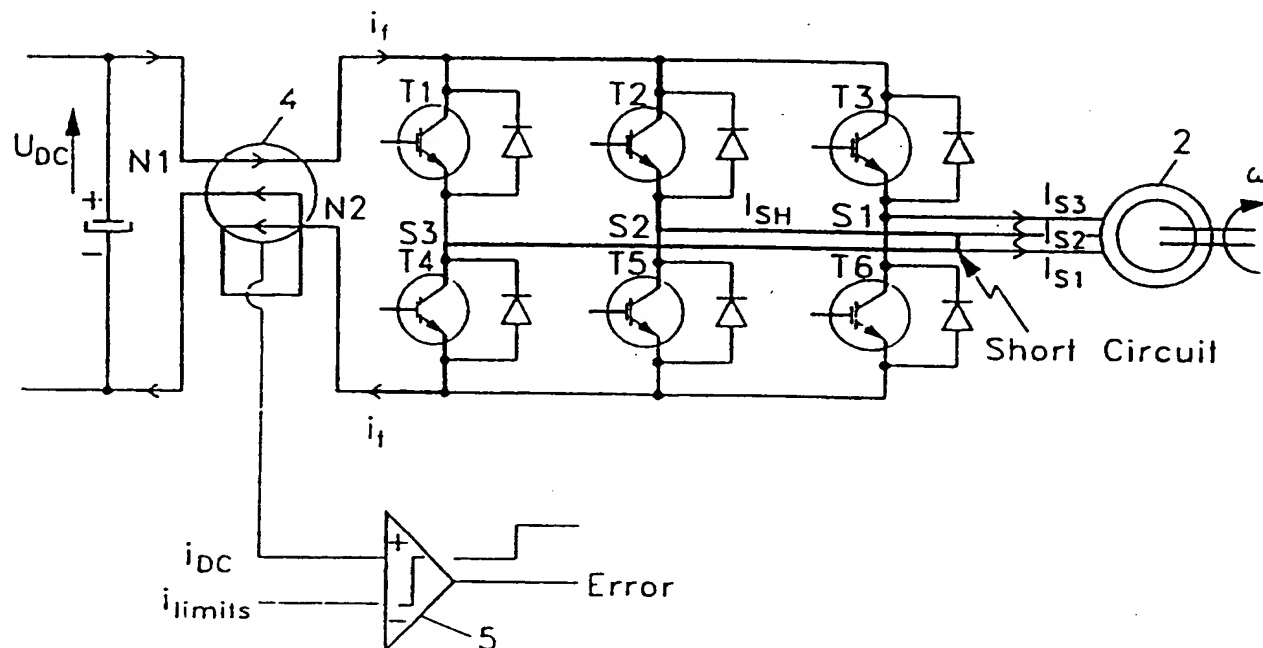 i_f
4
T1
T2
T3
U_DC
N1
2
ω
+
N2
I_SH
S1
I_S3
-
S3
S2
I_S2
T4
T5
T6
I_S1
Short Circuit
i_t
+
i_DC
Error
i_limits
-
5